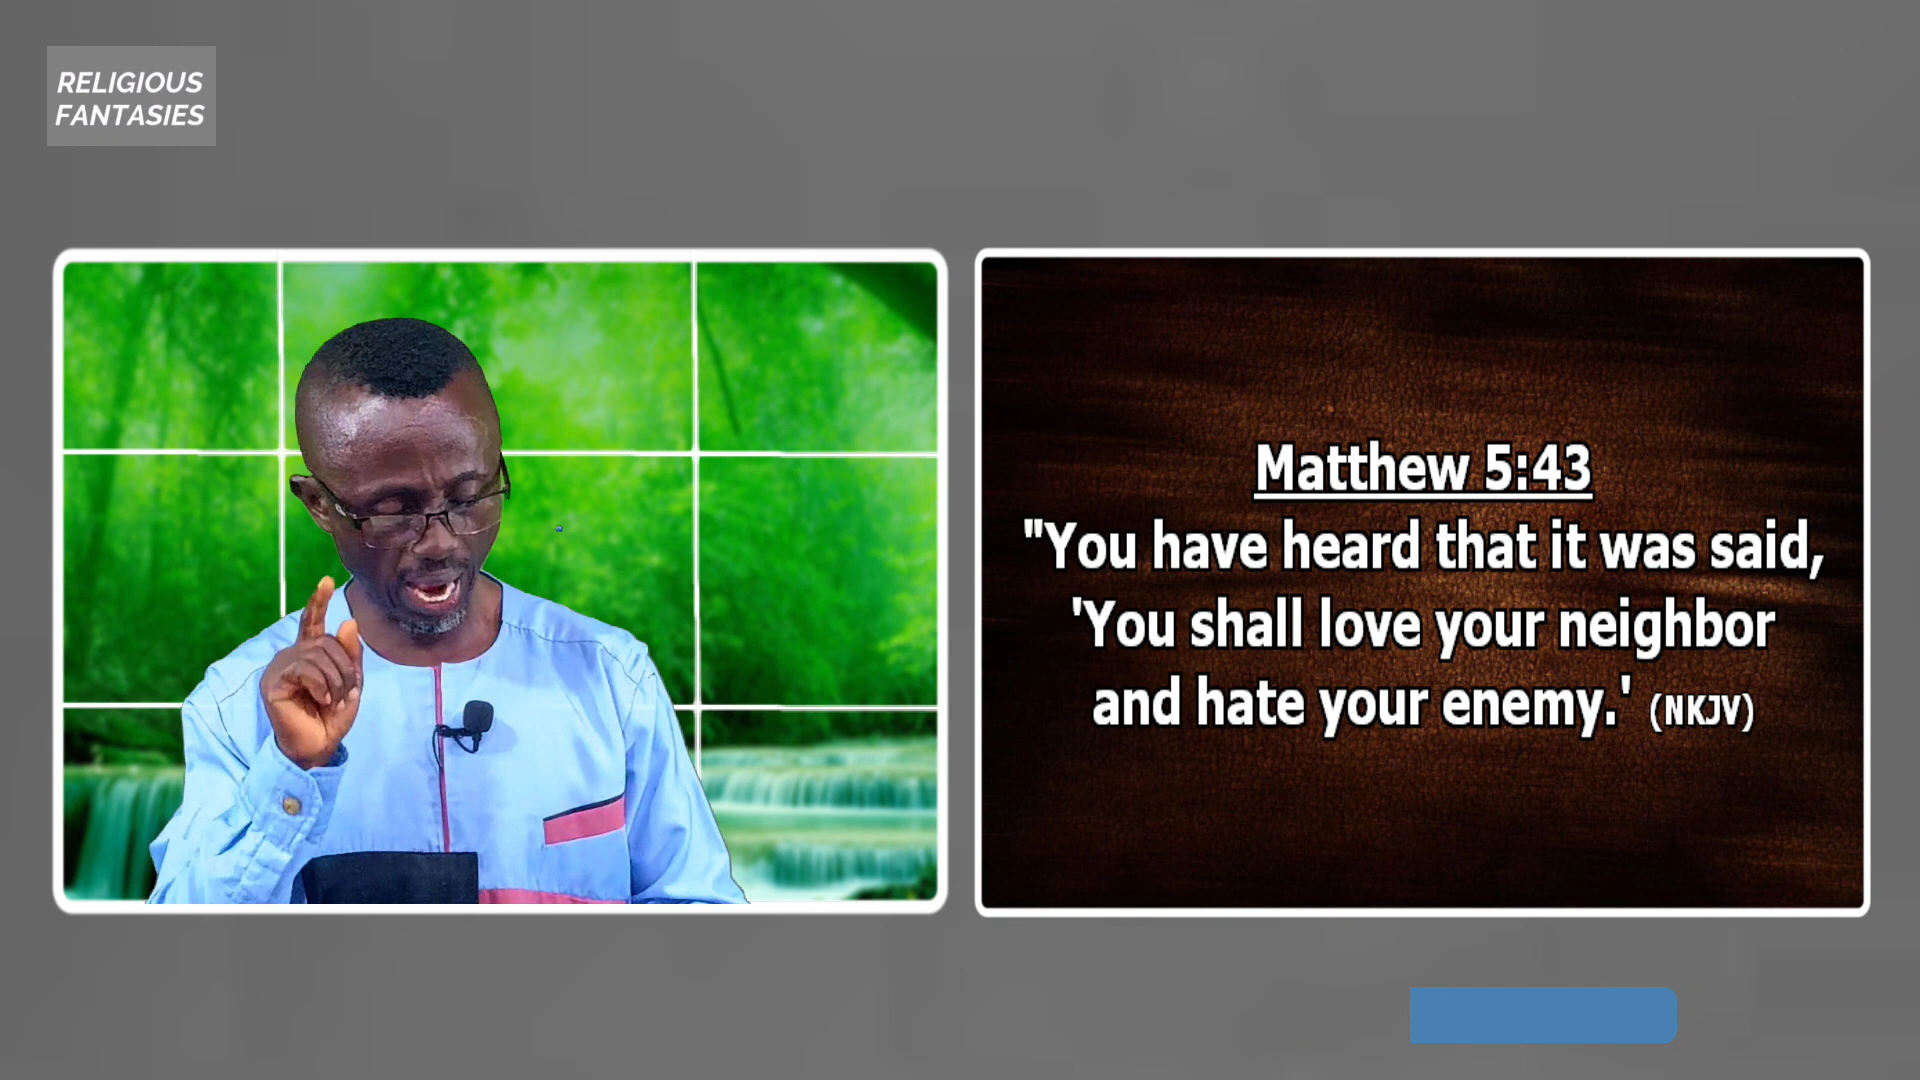 RELIGIOUS
FANTASIES
Matthew 5:43
"You have heard that it was said,
'You shall love your neighbor
and hate your enemy.' (NKJV)